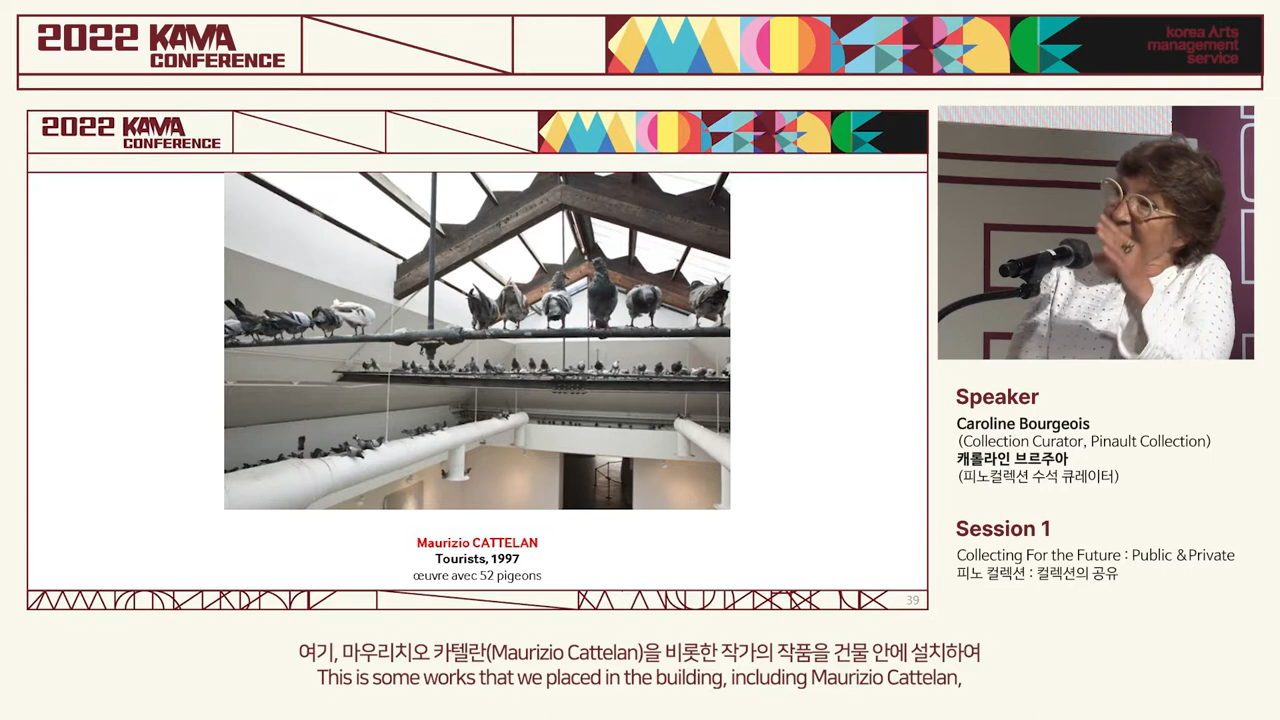 2022 KAMA
CONFERENCE
korea Arts
management
service
2022 KAMA
CONFERENCE
Maurizio CATTELAN
Tourists, 1997
œuvre avec 52 pigeons
39
Speaker
Caroline Bourgeois
(Collection Curator, Pinault Collection)
캐롤라인 브르주아
(피노컬렉션 수석 큐레이터)
Session 1
Collecting For the Future : Public & Private
피노 컬렉션 : 컬렉션의 공유
여기, 마우리치오 카텔란(Maurizio Cattelan)을 비롯한 작가의 작품을 건물 안에 설치하여
This is some works that we placed in the building, including Maurizio Cattelan,